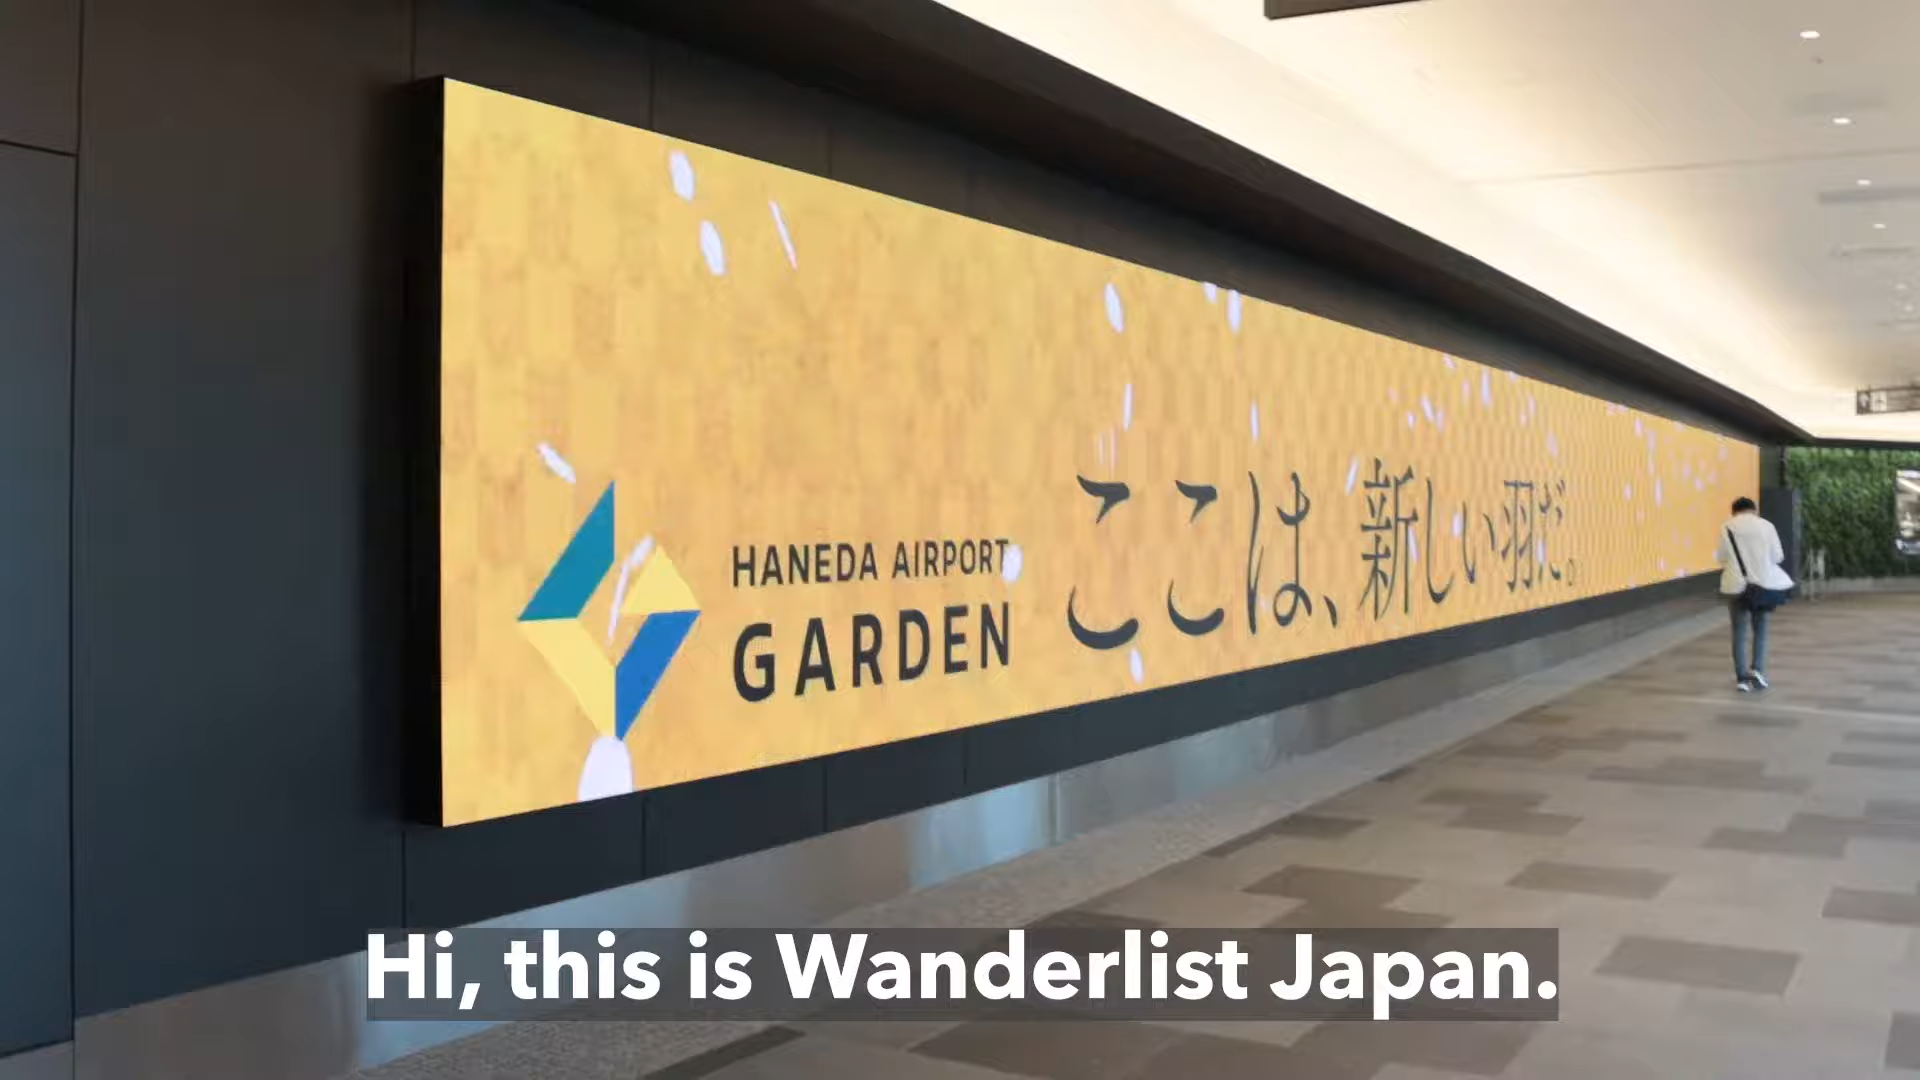 HANEDA AIRPORT
GARDEN
ここは、新しい羽だ。
Hi, this is Wanderlist Japan.